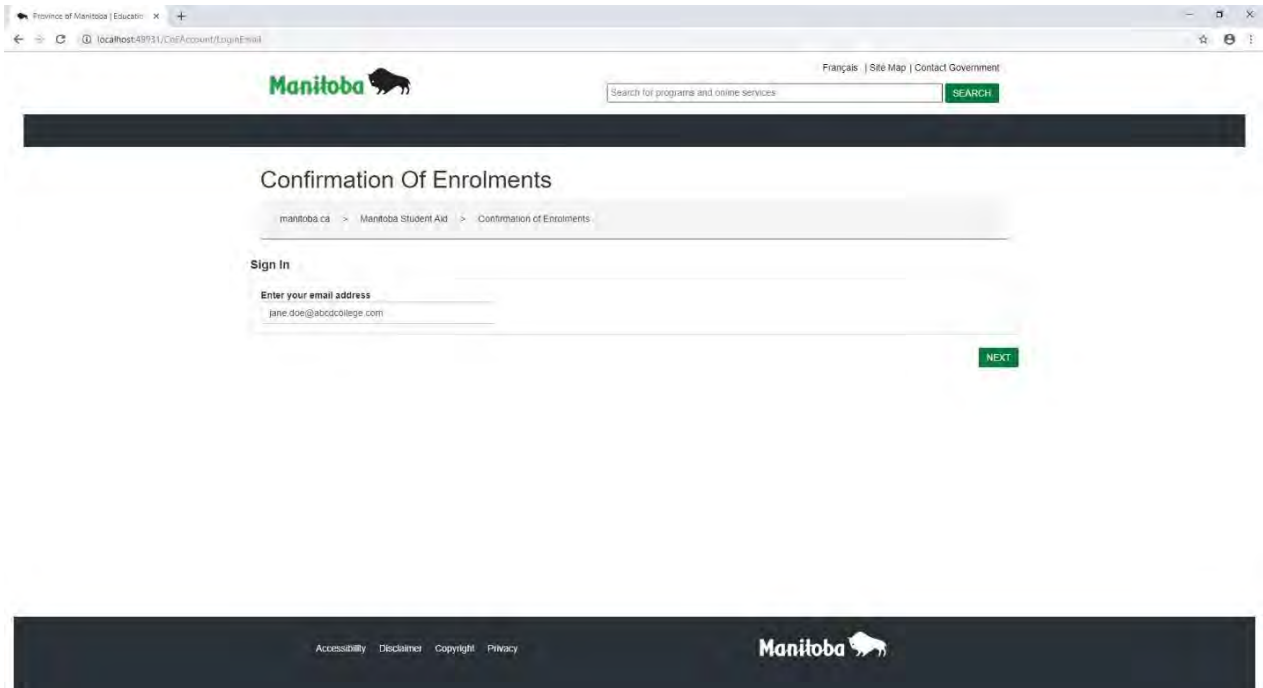 Province of Manitoba | Educatio
localhost:49931/CoEAccount/LoginEmail
Français | Site Map | Contact Government
Manitoba
Search for programs and online services
SEARCH
Confirmation Of Enrolments
manitoba.ca > Manitoba Student Aid > Confirmation of Enrolments
Sign In
Enter your email address
jane.doe@abcdcollege.com
NEXT
Accessibility Disclaimer Copyright Privacy
Manitoba